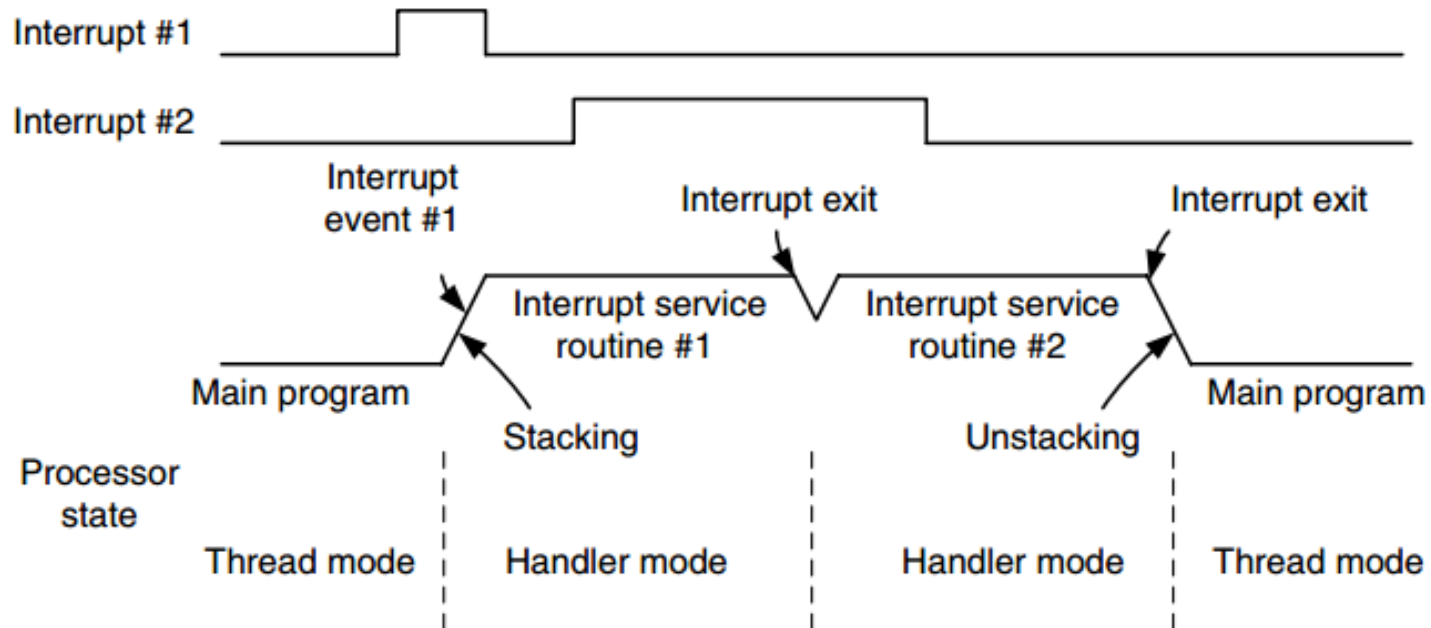 Interrupt #1
Interrupt #2
Interrupt
event #1
Interrupt exit
Interrupt exit
Interrupt service
routine #1
Interrupt service
routine #2
Main program
Main program
Stacking
Unstacking
Processor
state
Thread mode
Handler mode
Handler mode
Thread mode